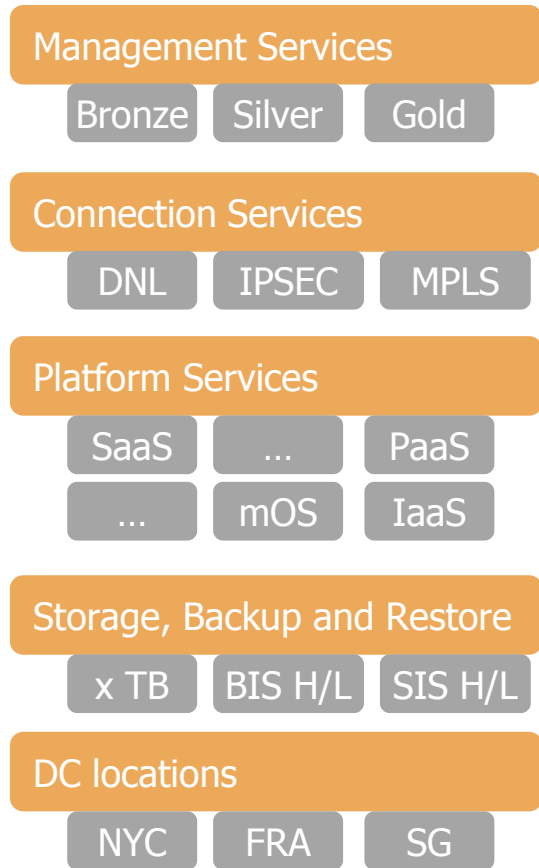 Management Services
Bronze Silver Gold
Connection Services
DNL IPSEC MPLS
Platform Services
SaaS ... PaaS
... mOS IaaS
Storage, Backup and Restore
x TB BIS H/L SIS H/L
DC locations
NYC FRA SG